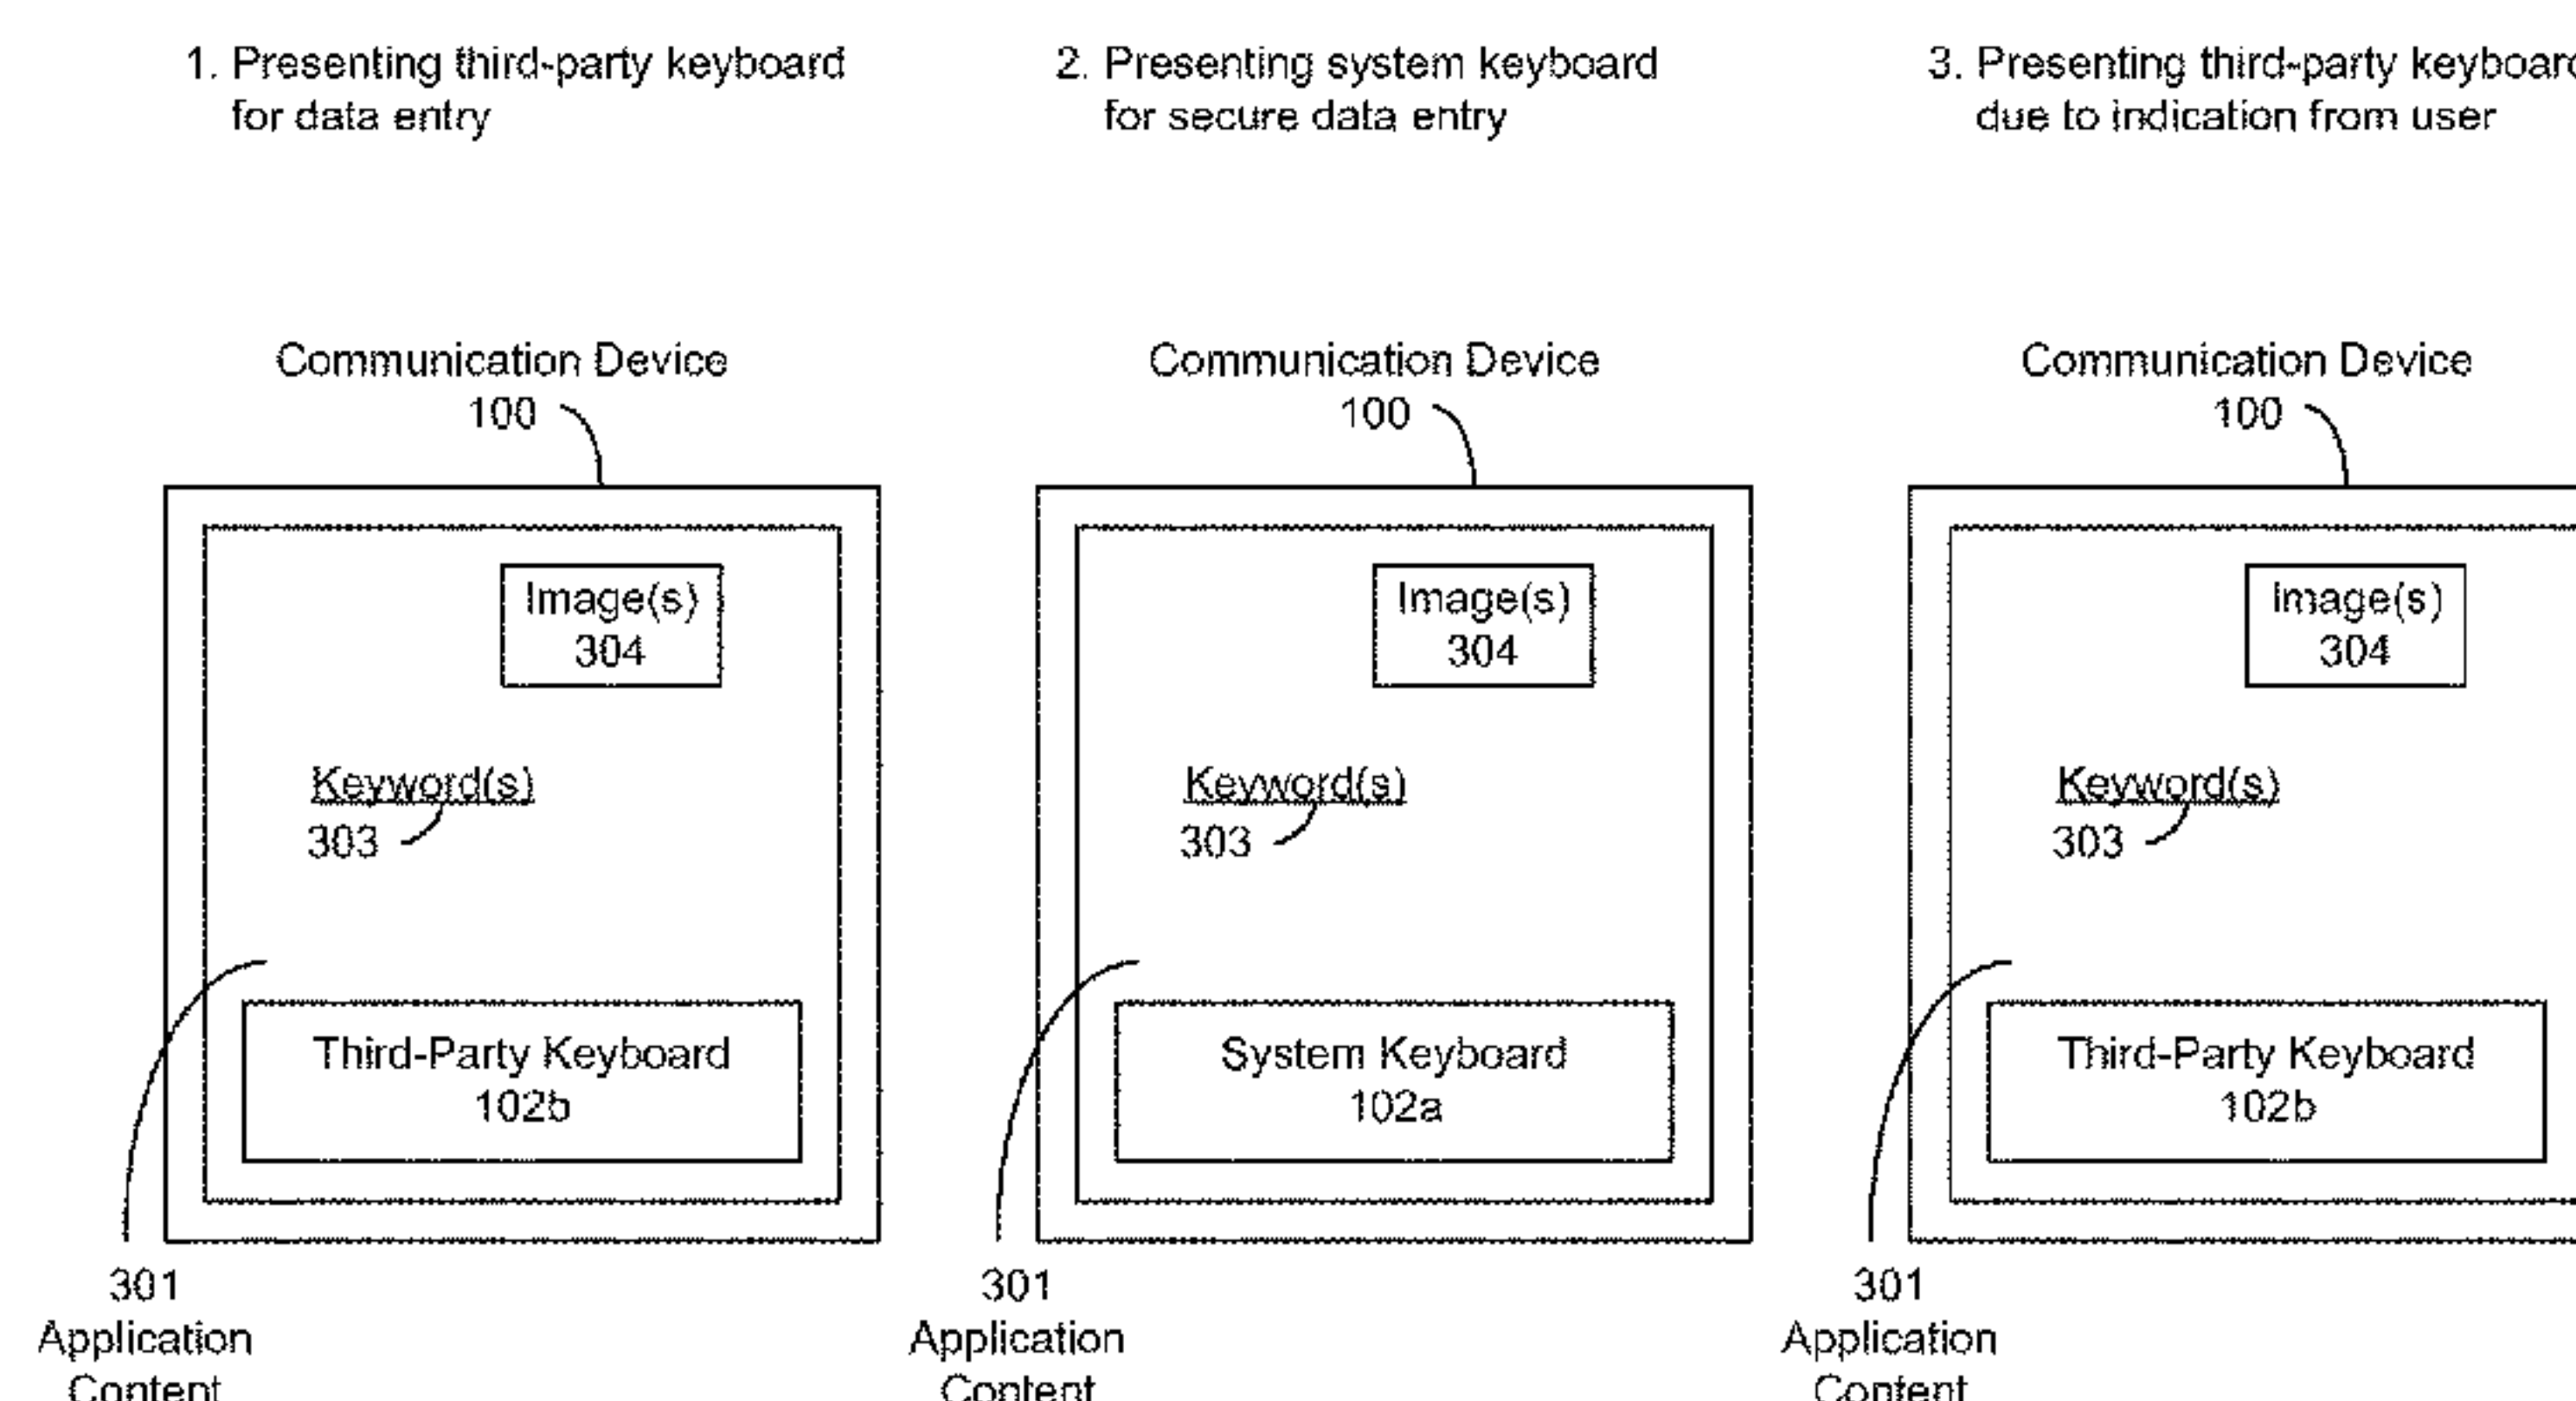 1. Presenting third-party keyboard
for data entry
2. Presenting system keyboard
for secure data entry
3. Presenting third-party keyboard
due to indication from user
Communication Device
100
Image(s)
304
Keyword(s)
303
Third-Party Keyboard
102b
301
Application
Content
Communication Device
100
Image(s)
304
Keyword(s)
303
System Keyboard
102a
301
Application
Content
Communication Device
100
Image(s)
304
Keyword(s)
303
Third-Party Keyboard
102b
301
Application
Content